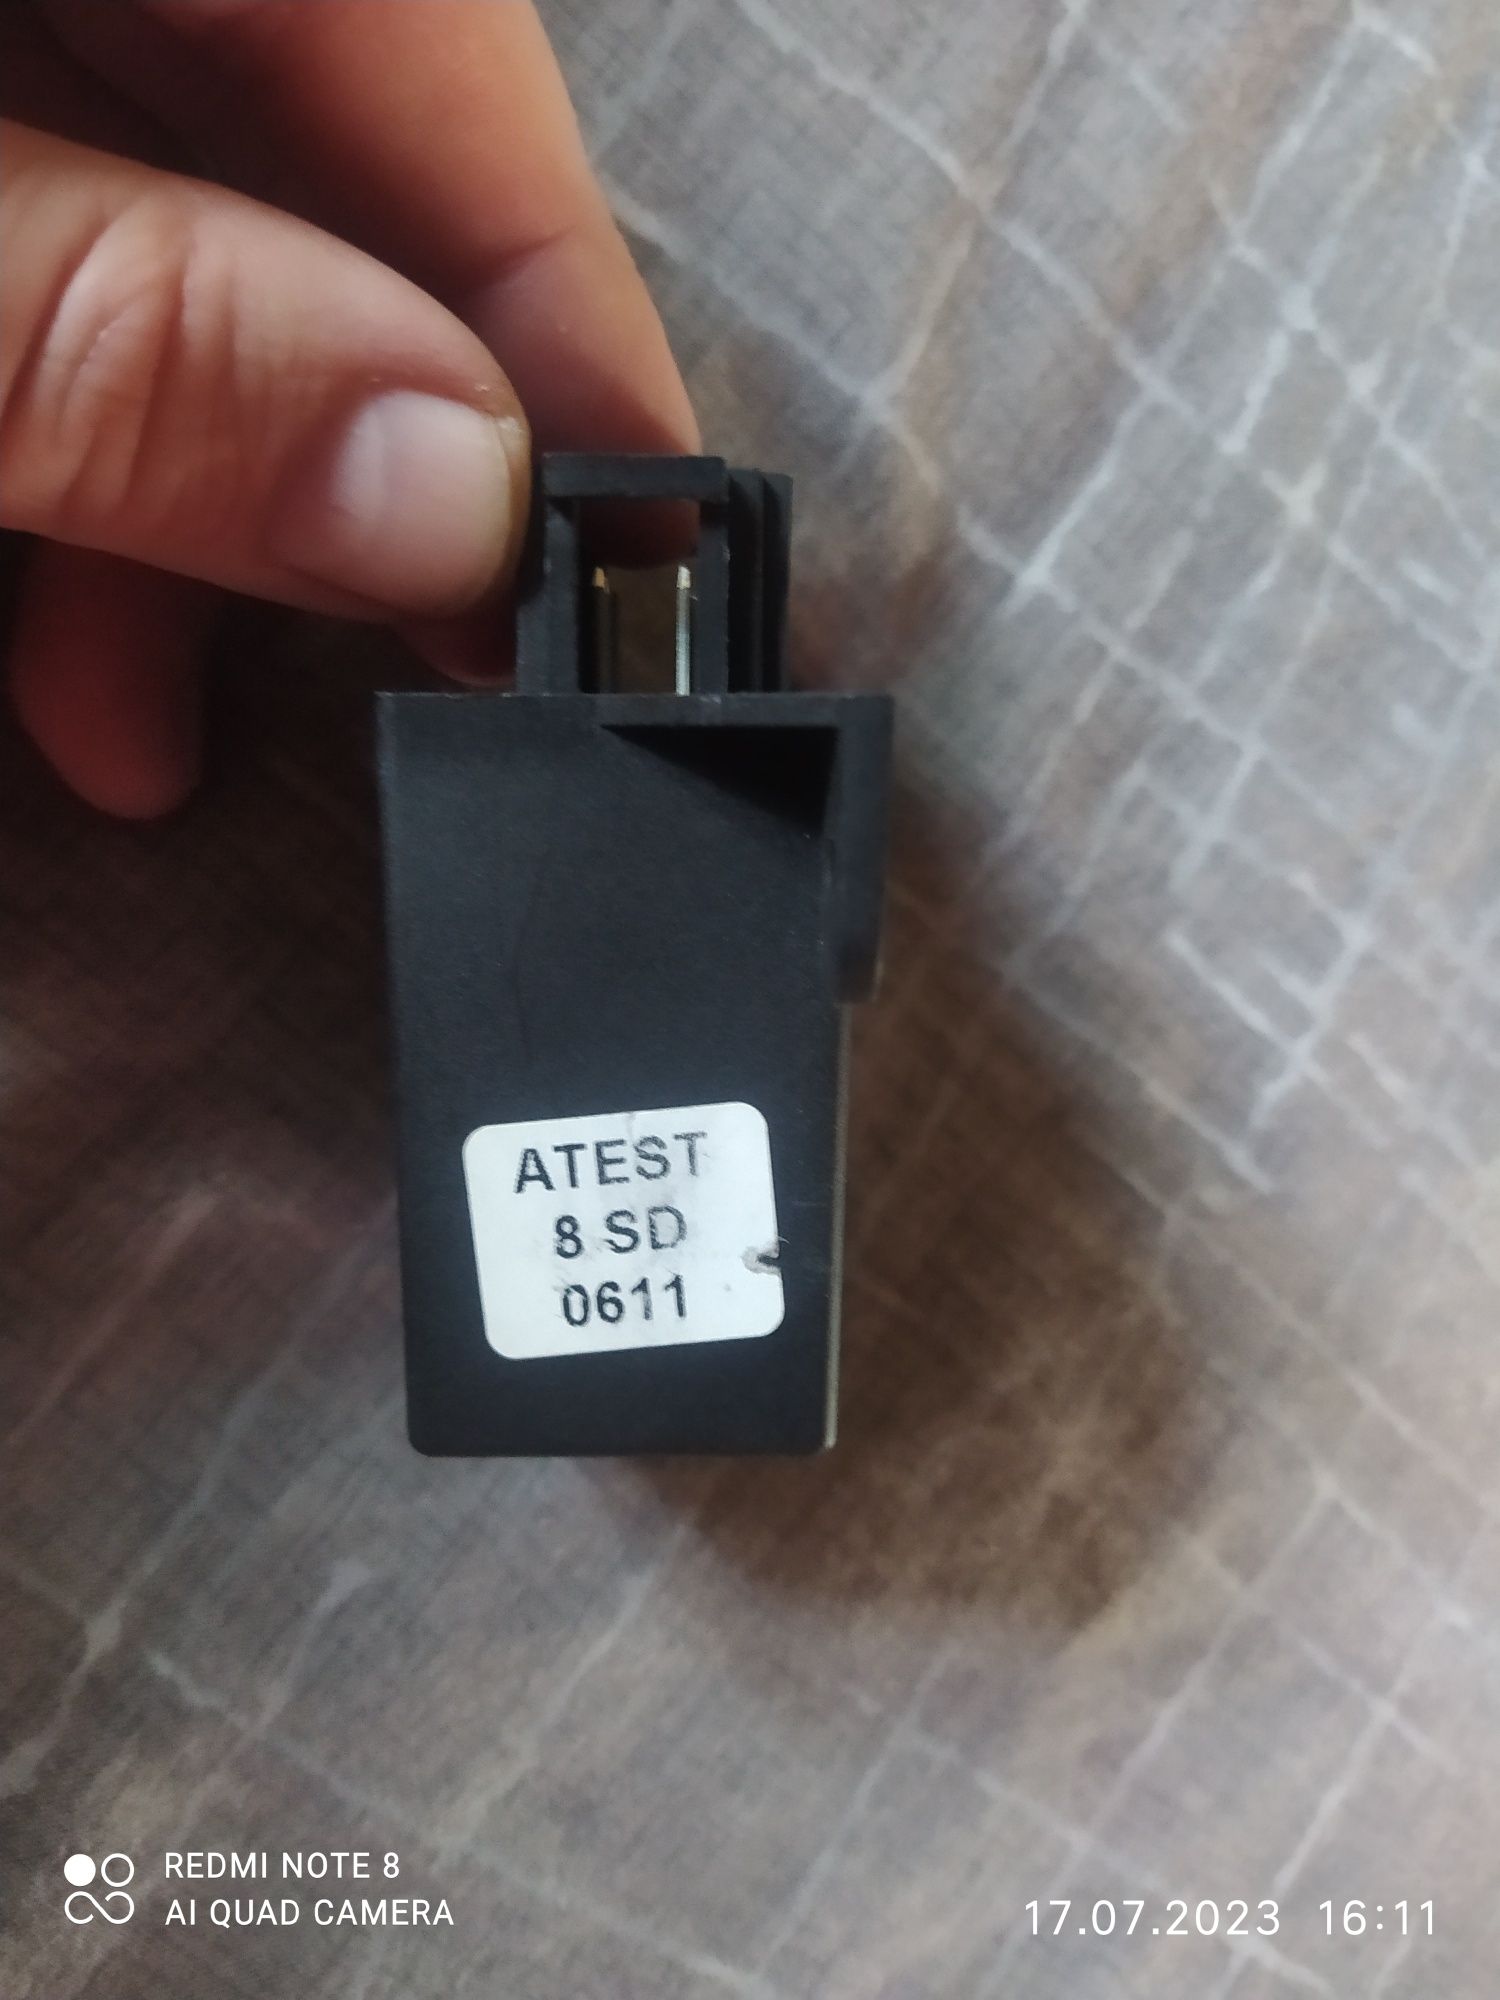 ATEST
8 SD
0611
REDMI NOTE 8
AI QUAD CAMERA
17.07.2023 16:11